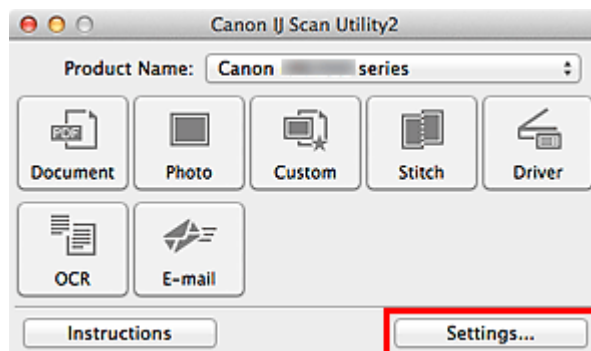 Canon IJ Scan Utility2
Product Name: Canon series
PDF
Document Photo Custom Stitch Driver
OCR E-mail
Instructions Settings...